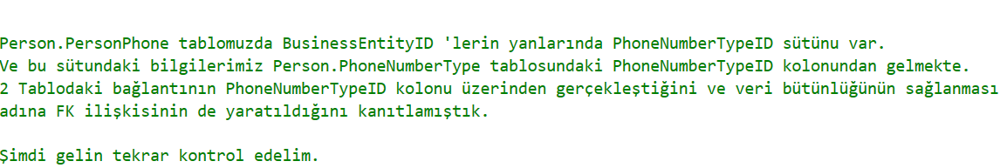 Person.PersonPhone tablomuzda BusinessEntityID 'lerin yanlarında PhoneNumberTypeID sütünu var.
Ve bu sütundaki bilgilerimiz Person.PhoneNumberType tablosundaki PhoneNumberTypeID kolonundan gelmekte.
2 Tablodaki bağlantının PhoneNumberTypeID kolonu üzerinden gerçekleştiğini ve veri bütünlüğünün sağlanması
adına FK ilişkisinin de yaratıldığını kanıtlamıştık.
Şimdi gelin tekrar kontrol edelim.